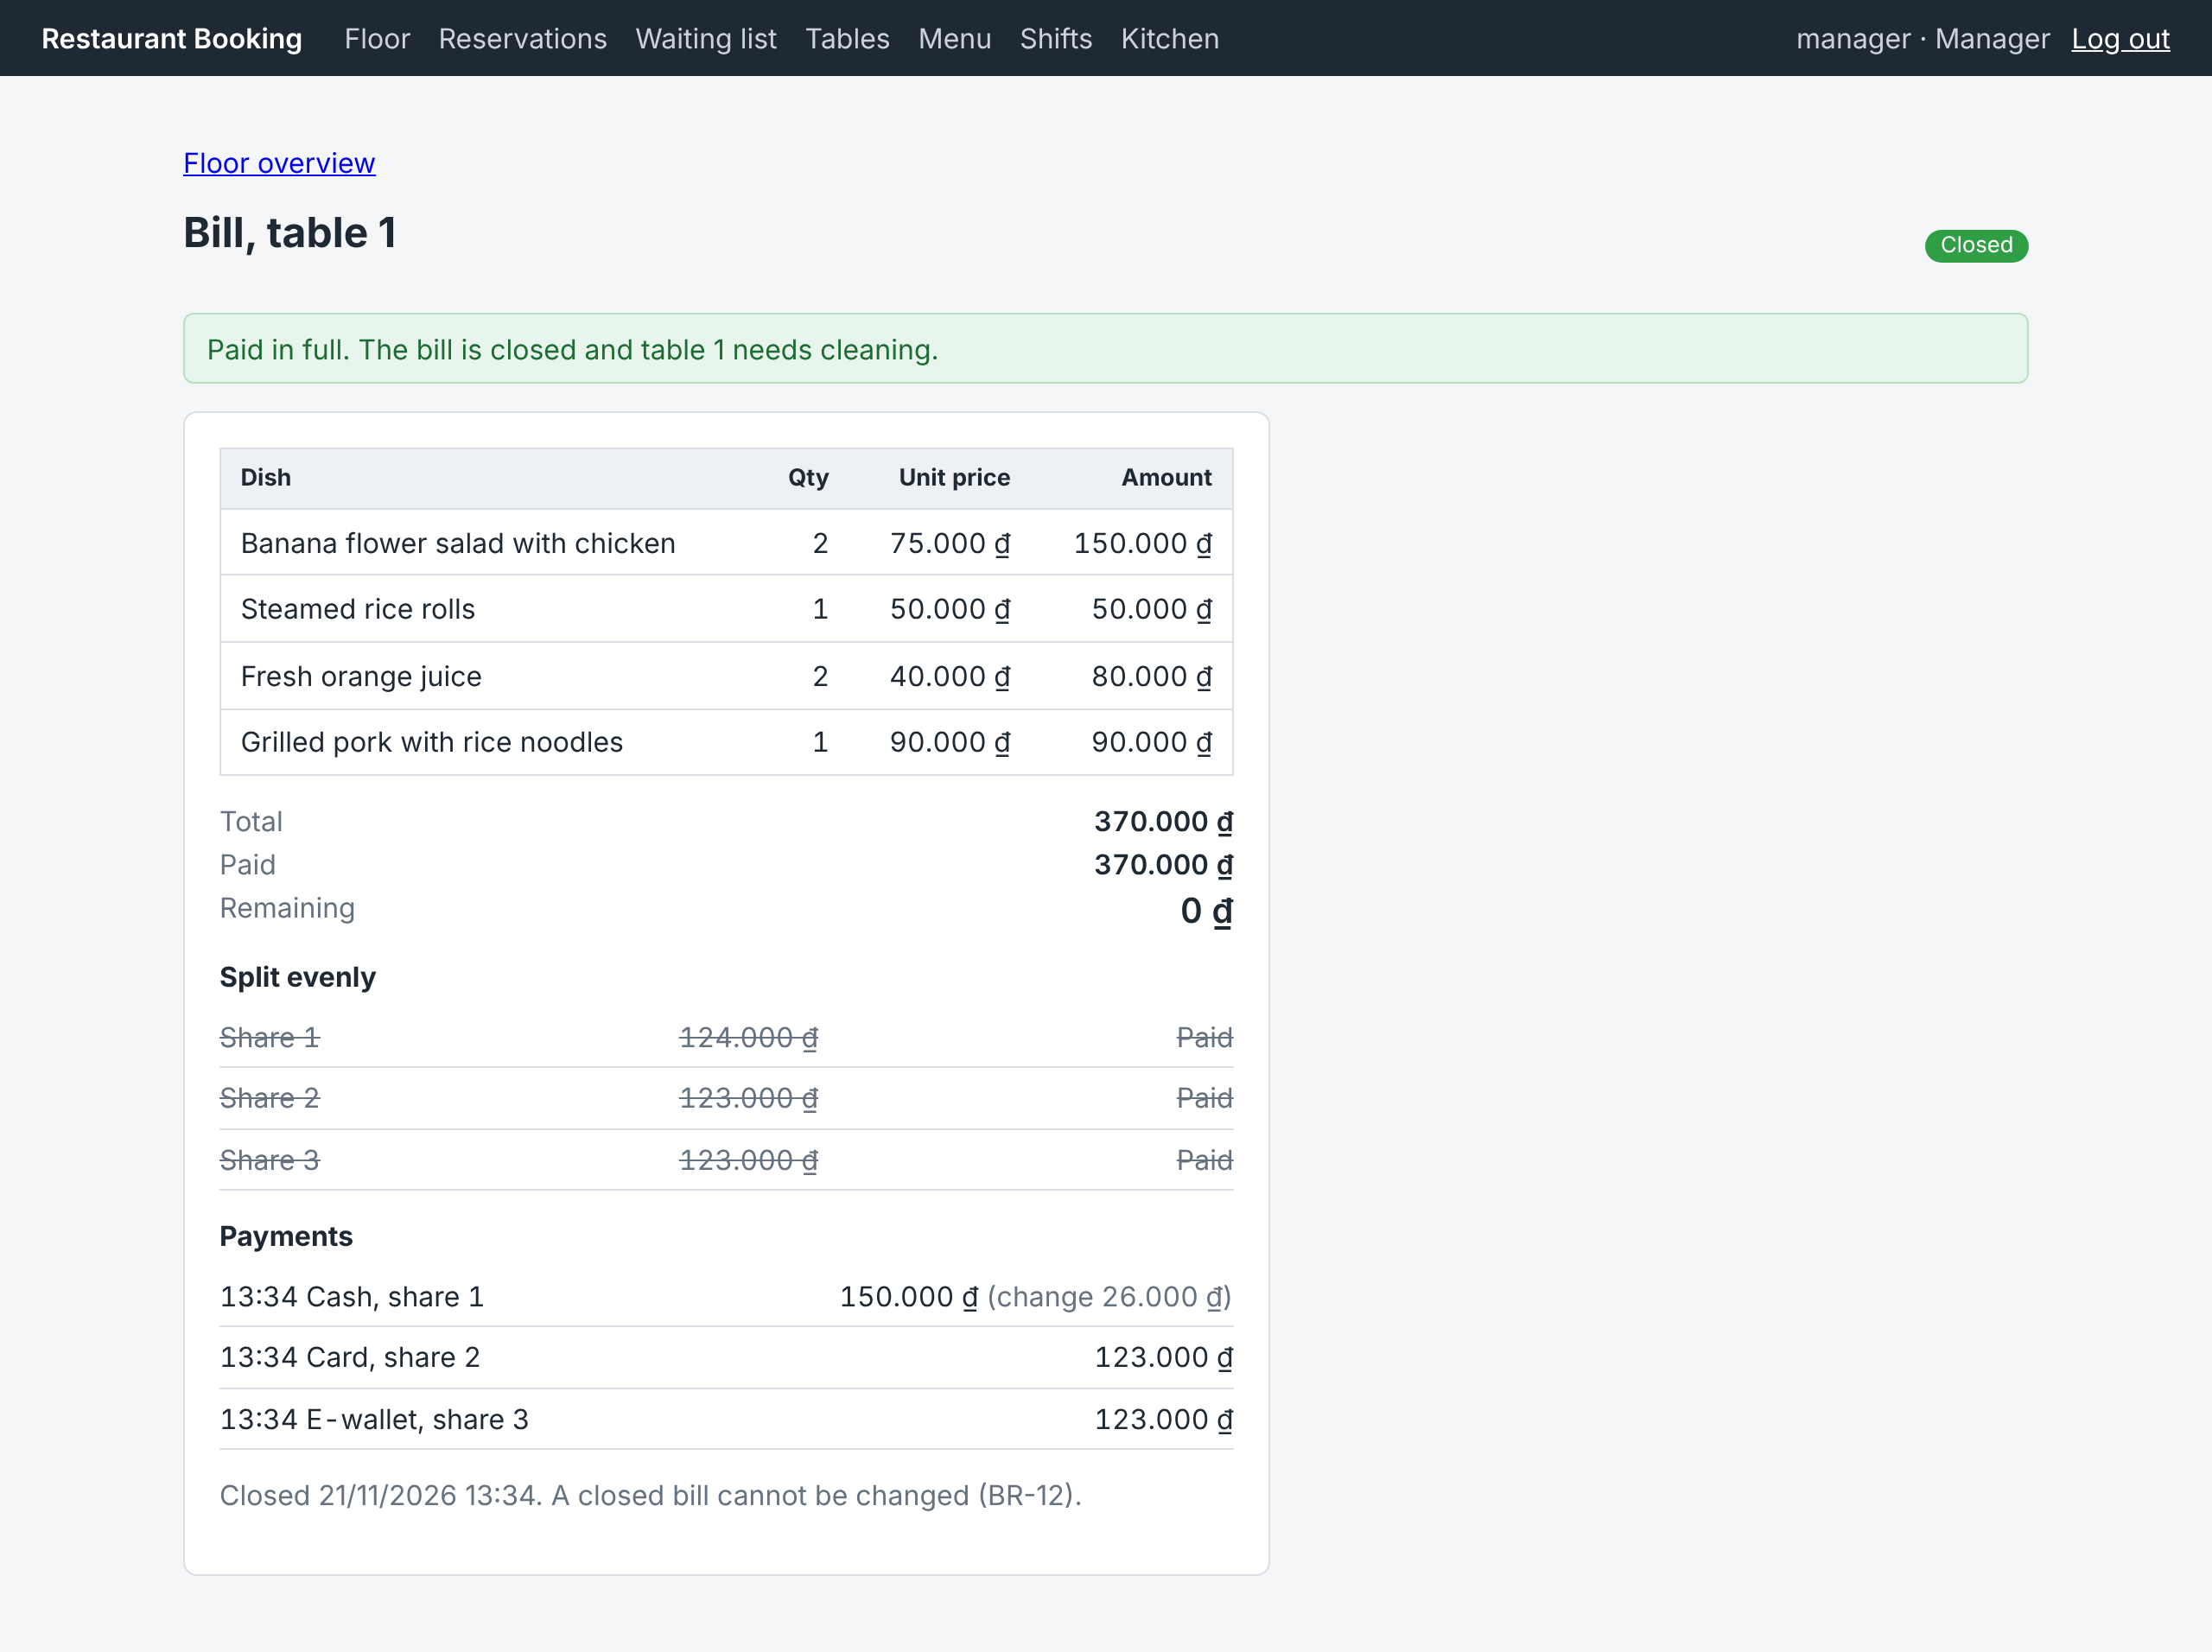 Restaurant Booking Floor Reservations Waiting list Tables Menu Shifts Kitchen manager · Manager Log out
Floor overview
Bill, table 1 Closed
Paid in full. The bill is closed and table 1 needs cleaning.
Dish Qty Unit price Amount
Banana flower salad with chicken 2 75.000 ₫ 150.000 ₫
Steamed rice rolls 1 50.000 ₫ 50.000 ₫
Fresh orange juice 2 40.000 ₫ 80.000 ₫
Grilled pork with rice noodles 1 90.000 ₫ 90.000 ₫
Total 370.000 ₫
Paid 370.000 ₫
Remaining 0 ₫
Split evenly
Share 1 124.000 ₫ Paid
Share 2 123.000 ₫ Paid
Share 3 123.000 ₫ Paid
Payments
13:34 Cash, share 1 150.000 ₫ (change 26.000 ₫)
13:34 Card, share 2 123.000 ₫
13:34 E-wallet, share 3 123.000 ₫
Closed 21/11/2026 13:34. A closed bill cannot be changed (BR-12).